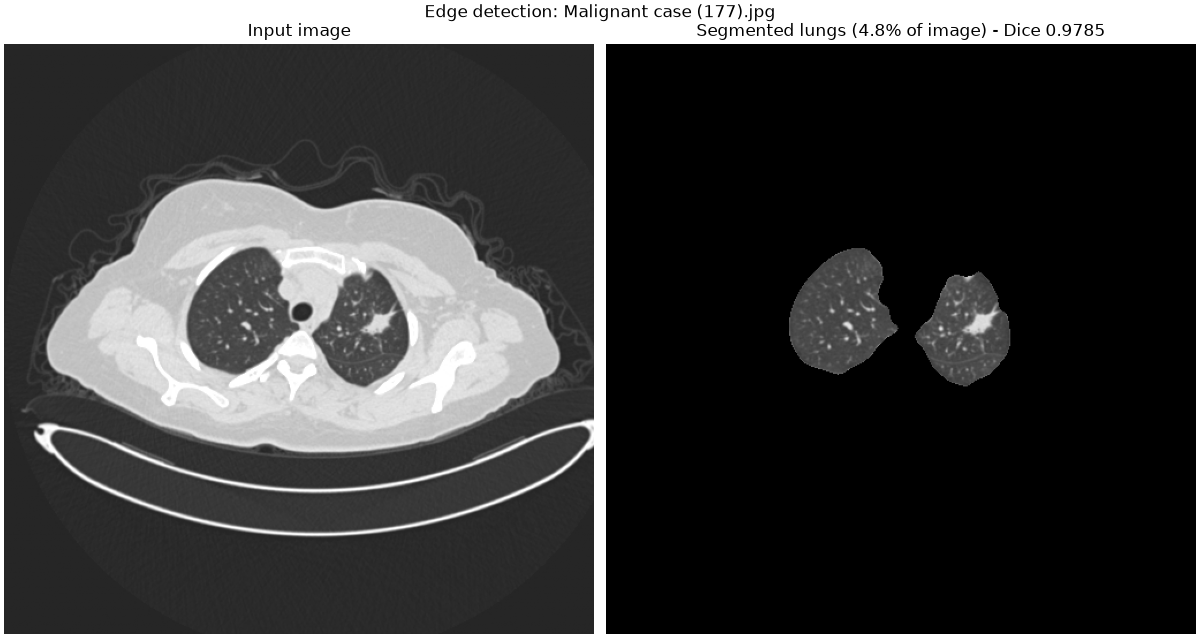 Edge detection: Malignant case (177).jpg
Input image
Segmented lungs (4.8% of image) - Dice 0.9785